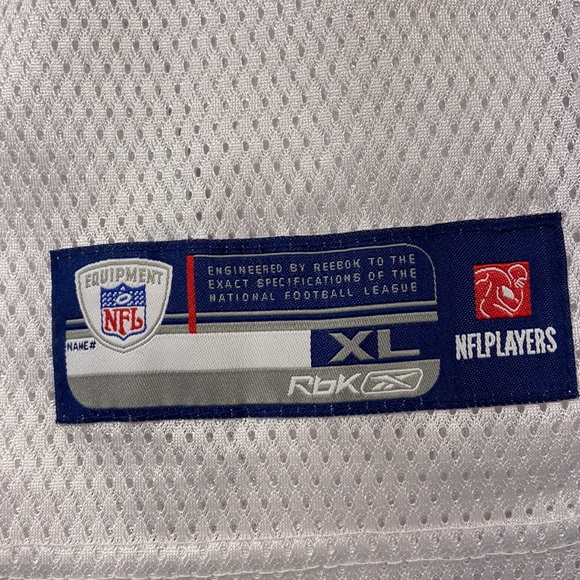 EQUIPMENT
NFL
NAME#
ENGINEERED BY REEBOK TO THE
EXACT SPECIFICATIONS OF THE
NATIONAL FOOTBALL LEAGUE
XL
RbK
NFLPLAYERS